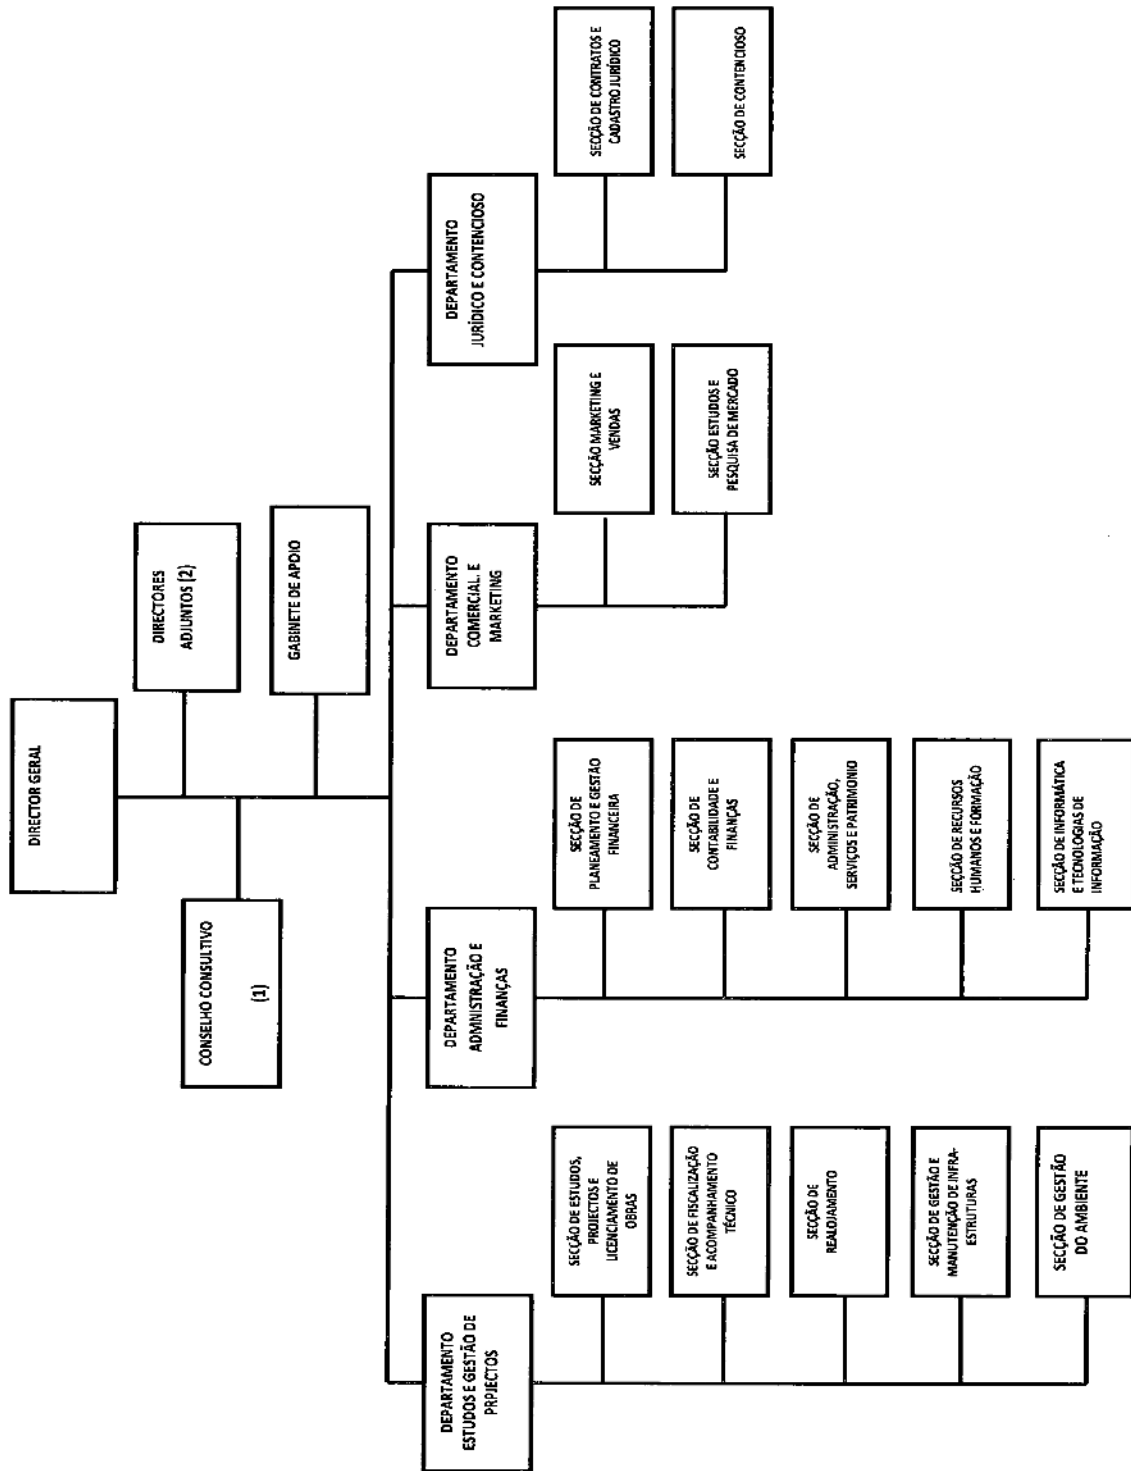 DIRECTOR GERAL
DIRECTORES
ADJUNTOS (2)
CONSELHO CONSULTIVO
(1)
GABINETE DE APOIO
DEPARTAMENTO
ESTUDOS E GESTÃO DE
PRPJECTOS
DEPARTAMENTO
ADMNISTRAÇÃO E
FINANÇAS
DEPARTAMENTO
COMERCIAL. E
MARKETING
DEPARTAMENTO
JURÍDICO E CONTENCIOSO
SECÇÃO DE ESTUDOS,
PROJECTOS E
LICENCIAMENTO DE
OBRAS
SECÇÃO DE FISCALIZAÇÃO
E ACOMPANHAMENTO
TÉCNICO
SECÇÃO DE
REALOJAMENTO
SECÇÃO DE GESTÃO E
MANUTENÇÃO DE INFRA-
ESTRUTURAS
SECÇÃO DE GESTÃO
DO AMBIENTE
SECÇÃO DE
PLANEAMENTO E GESTÃO
FINANCEIRA
SECÇÃO DE
CONTABILIDADE E
FINANÇAS
SECÇÃO DE
ADMINISTRAÇÃO,
SERVIÇOS E PATRIMONIO
SECÇÃO DE RECURSOS
HUMANOS E FORMAÇÃO
SECÇÃO DE INFORMÁTICA
E TECNOLOGIAS DE
INFORMAÇÃO
SECÇÃO MARKETING E
VENDAS
SECÇÃO ESTUDOS E
PESQUISA DE MERCADO
SECÇÃO DE CONTRATOS E
CADASTRO JURÍDICO
SECÇÃO DE CONTENCIOSO